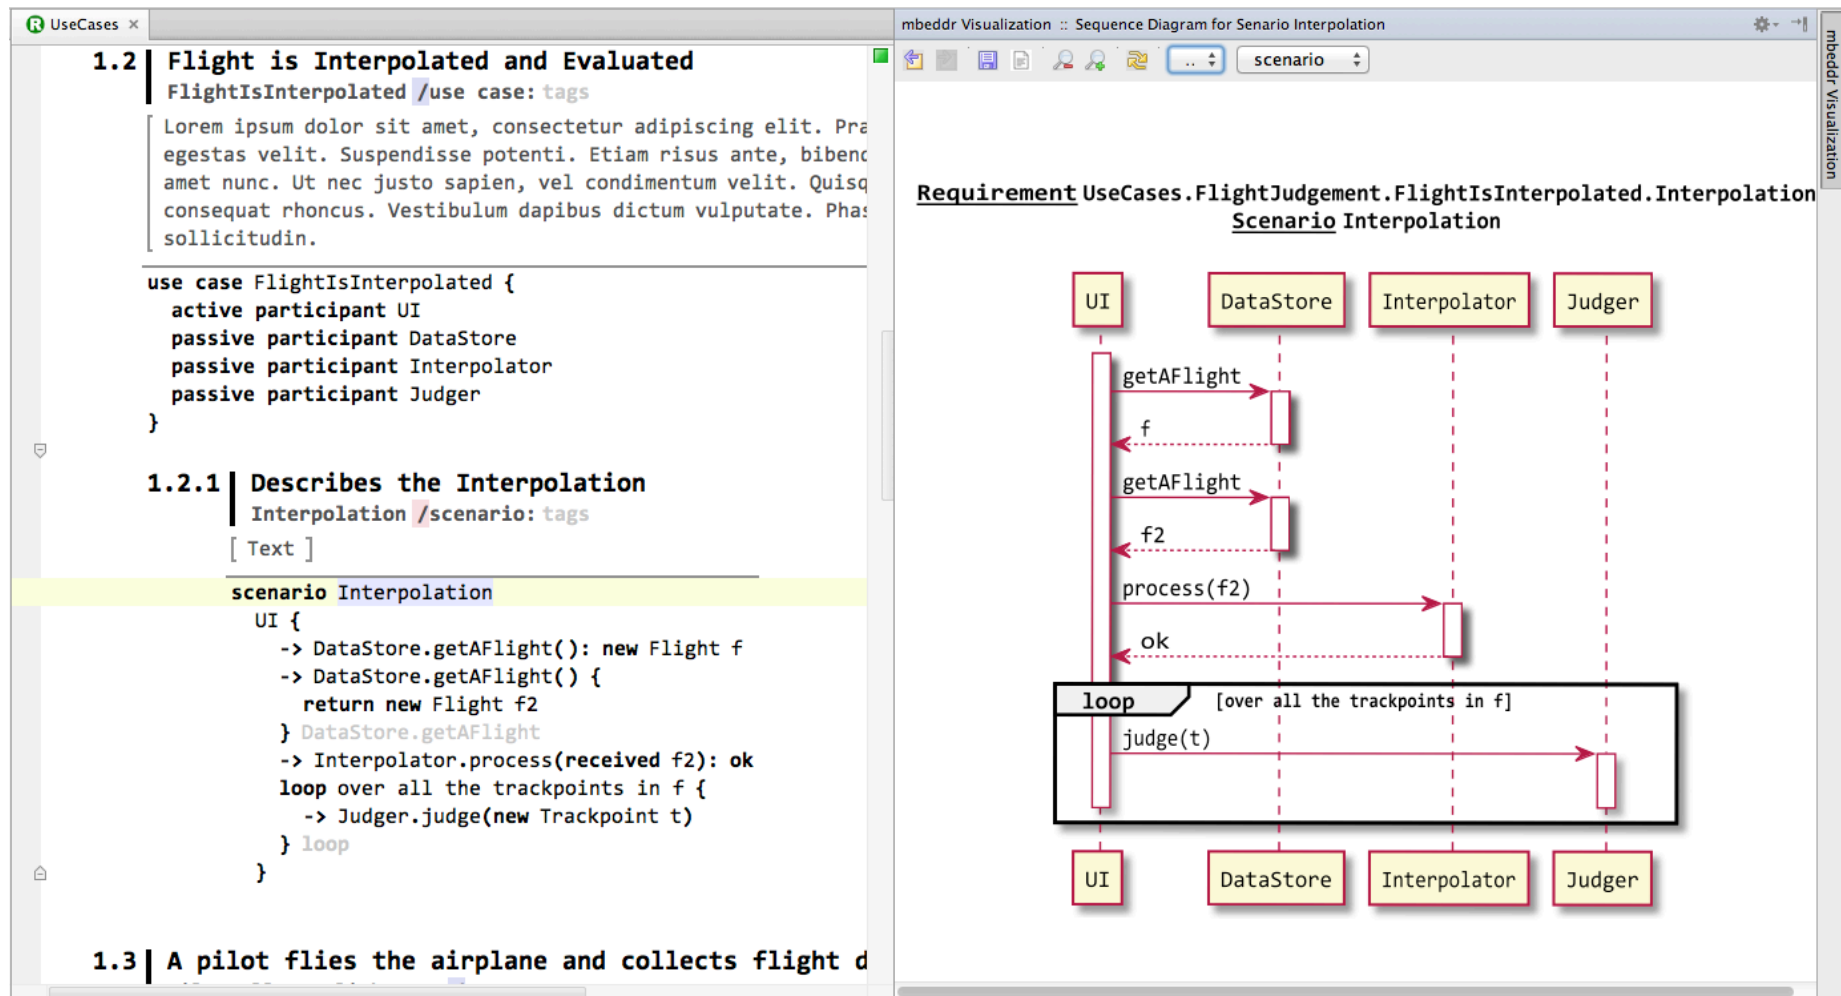 UseCases
1.2 Flight is Interpolated and Evaluated
FlightIsInterpolated /use case: tags
Lorem ipsum dolor sit amet, consectetur adipiscing elit. Pra
egestas velit. Suspendisse potenti. Etiam risus ante, bibend
amet nunc. Ut nec justo sapien, vel condimentum velit. Quisq
consequat rhoncus. Vestibulum dapibus dictum vulputate. Phas
sollicitudin.
use case FlightIsInterpolated {
active participant UI
passive participant DataStore
passive participant Interpolator
passive participant Judger
}
1.2.1 Describes the Interpolation
Interpolation /scenario: tags
[ Text ]
scenario Interpolation
UI {
-> DataStore.getAFlight(): new Flight f
-> DataStore.getAFlight() {
return new Flight f2
} DataStore.getAFlight
-> Interpolator.process(received f2): ok
loop over all the trackpoints in f {
-> Judger.judge(new Trackpoint t)
} loop
}
1.3 A pilot flies the airplane and collects flight d
mbeddr Visualization :: Sequence Diagram for Senario Interpolation
.. scenario
mbeddr Visualization
Requirement UseCases.FlightJudgement.FlightIsInterpolated.Interpolation
Scenario Interpolation
UI DataStore Interpolator Judger
getAFlight
f
getAFlight
f2
process(f2)
ok
loop [over all the trackpoints in f]
judge(t)
UI DataStore Interpolator Judger